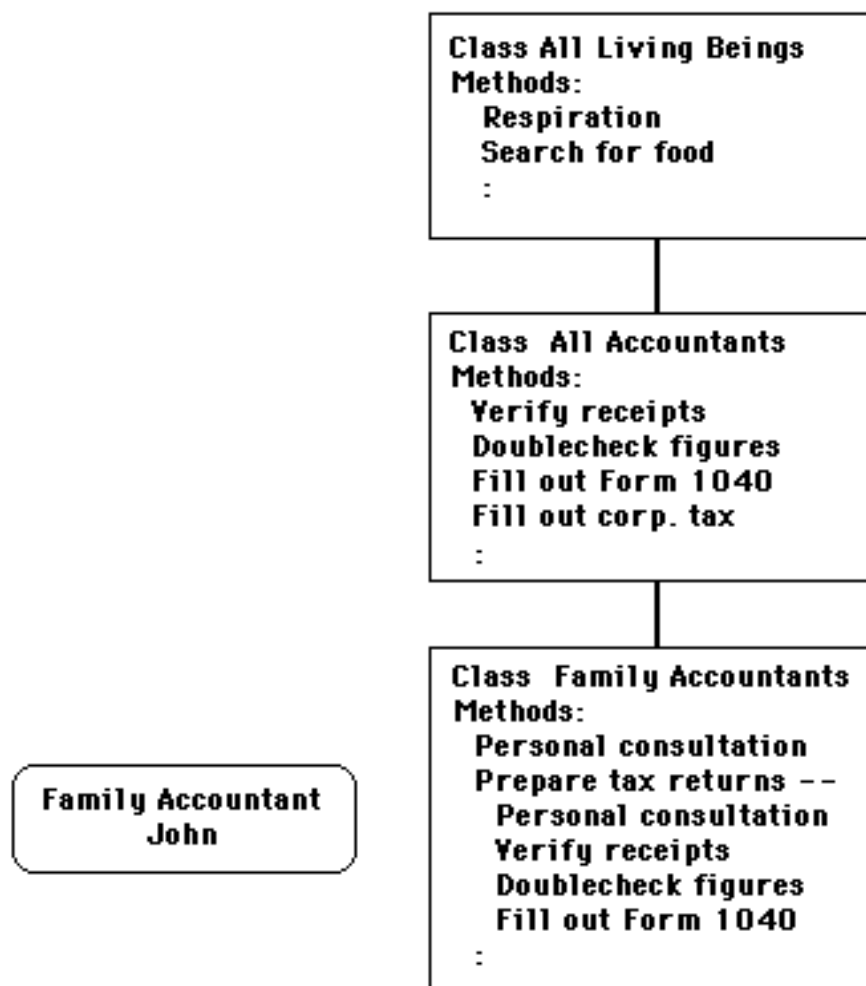 Class All Living Beings
Methods:
Respiration
Search for food
:
Class All Accountants
Methods:
Verify receipts
Doublecheck figures
Fill out Form 1040
Fill out corp. tax
:
Family Accountant
John
Class Family Accountants
Methods:
Personal consultation
Prepare tax returns --
Personal consultation
Verify receipts
Doublecheck figures
Fill out Form 1040
: